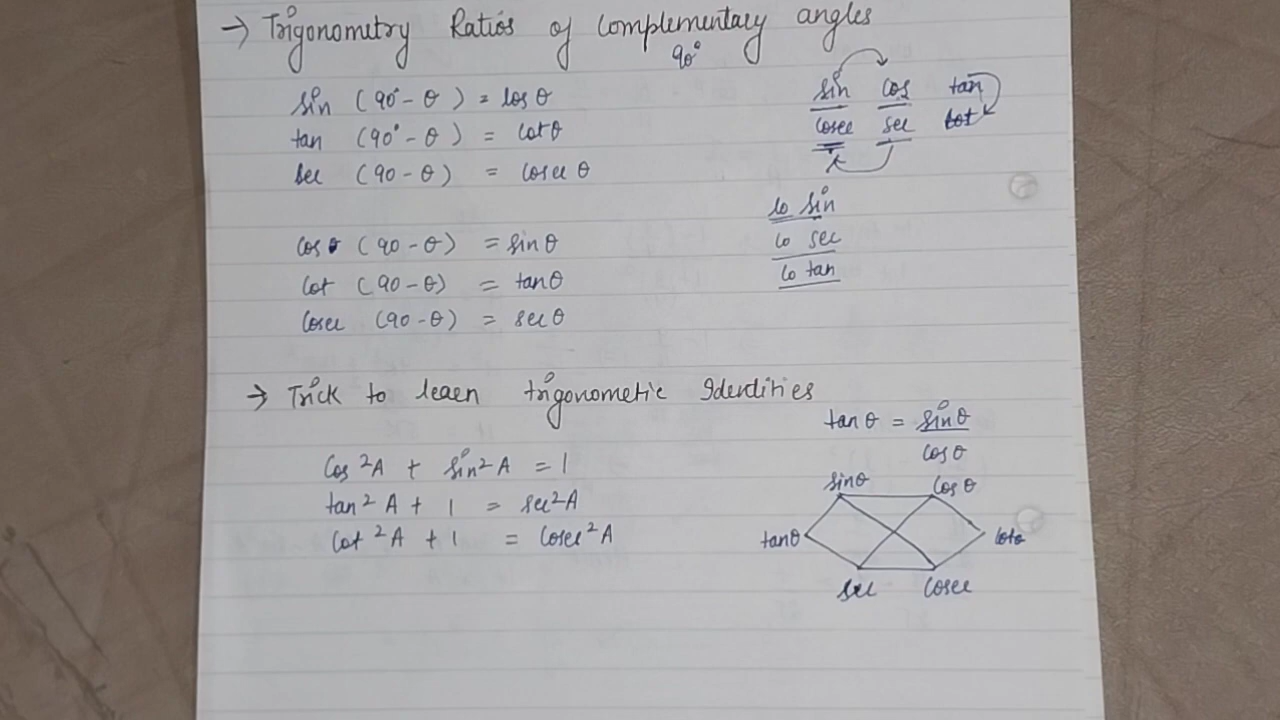 → Trigonometry Ratios of Complementary angles
90°
sin (90° - θ) = cos θ
tan (90° - θ) = cot θ
sec (90 - θ) = cosec θ
cos (90 - θ) = sin θ
cot (90 - θ) = tan θ
cosec (90 - θ) = sec θ
sin cos tan
cosec sec cot
co sin
co sec
co tan
→ Trick to learn trigonometric Identities
cos²A + sin²A = 1
tan²A + 1 = sec²A
cot²A + 1 = cosec²A
tan θ = sin θ
cos θ
sin θ cos θ
tan θ cot θ
sec cosec